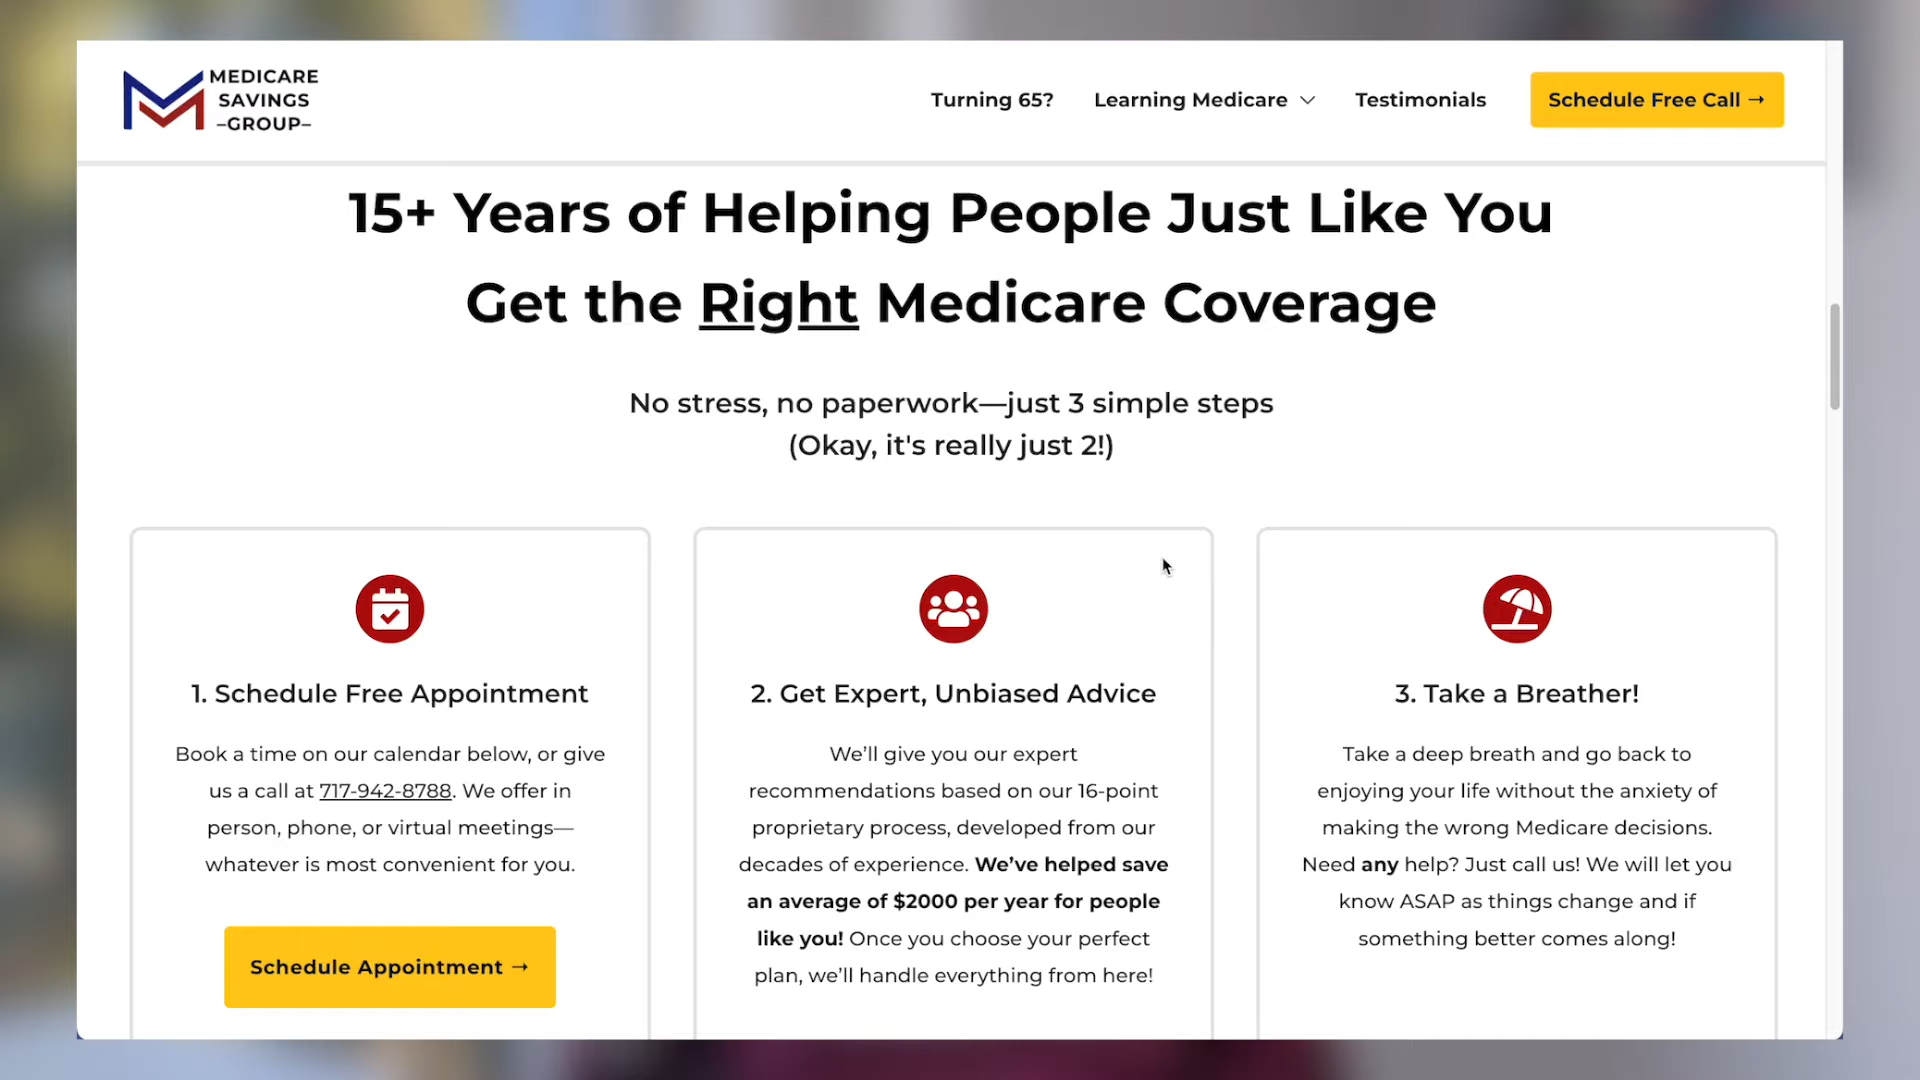 MEDICARE
SAVINGS
–GROUP–
Turning 65?
Learning Medicare
Testimonials
Schedule Free Call →
15+ Years of Helping People Just Like You
Get the Right Medicare Coverage
No stress, no paperwork—just 3 simple steps
(Okay, it's really just 2!)
1. Schedule Free Appointment
Book a time on our calendar below, or give
us a call at 717-942-8788. We offer in
person, phone, or virtual meetings—
whatever is most convenient for you.
Schedule Appointment →
2. Get Expert, Unbiased Advice
We’ll give you our expert
recommendations based on our 16-point
proprietary process, developed from our
decades of experience. We’ve helped save
an average of $2000 per year for people
like you! Once you choose your perfect
plan, we’ll handle everything from here!
3. Take a Breather!
Take a deep breath and go back to
enjoying your life without the anxiety of
making the wrong Medicare decisions.
Need any help? Just call us! We will let you
know ASAP as things change and if
something better comes along!